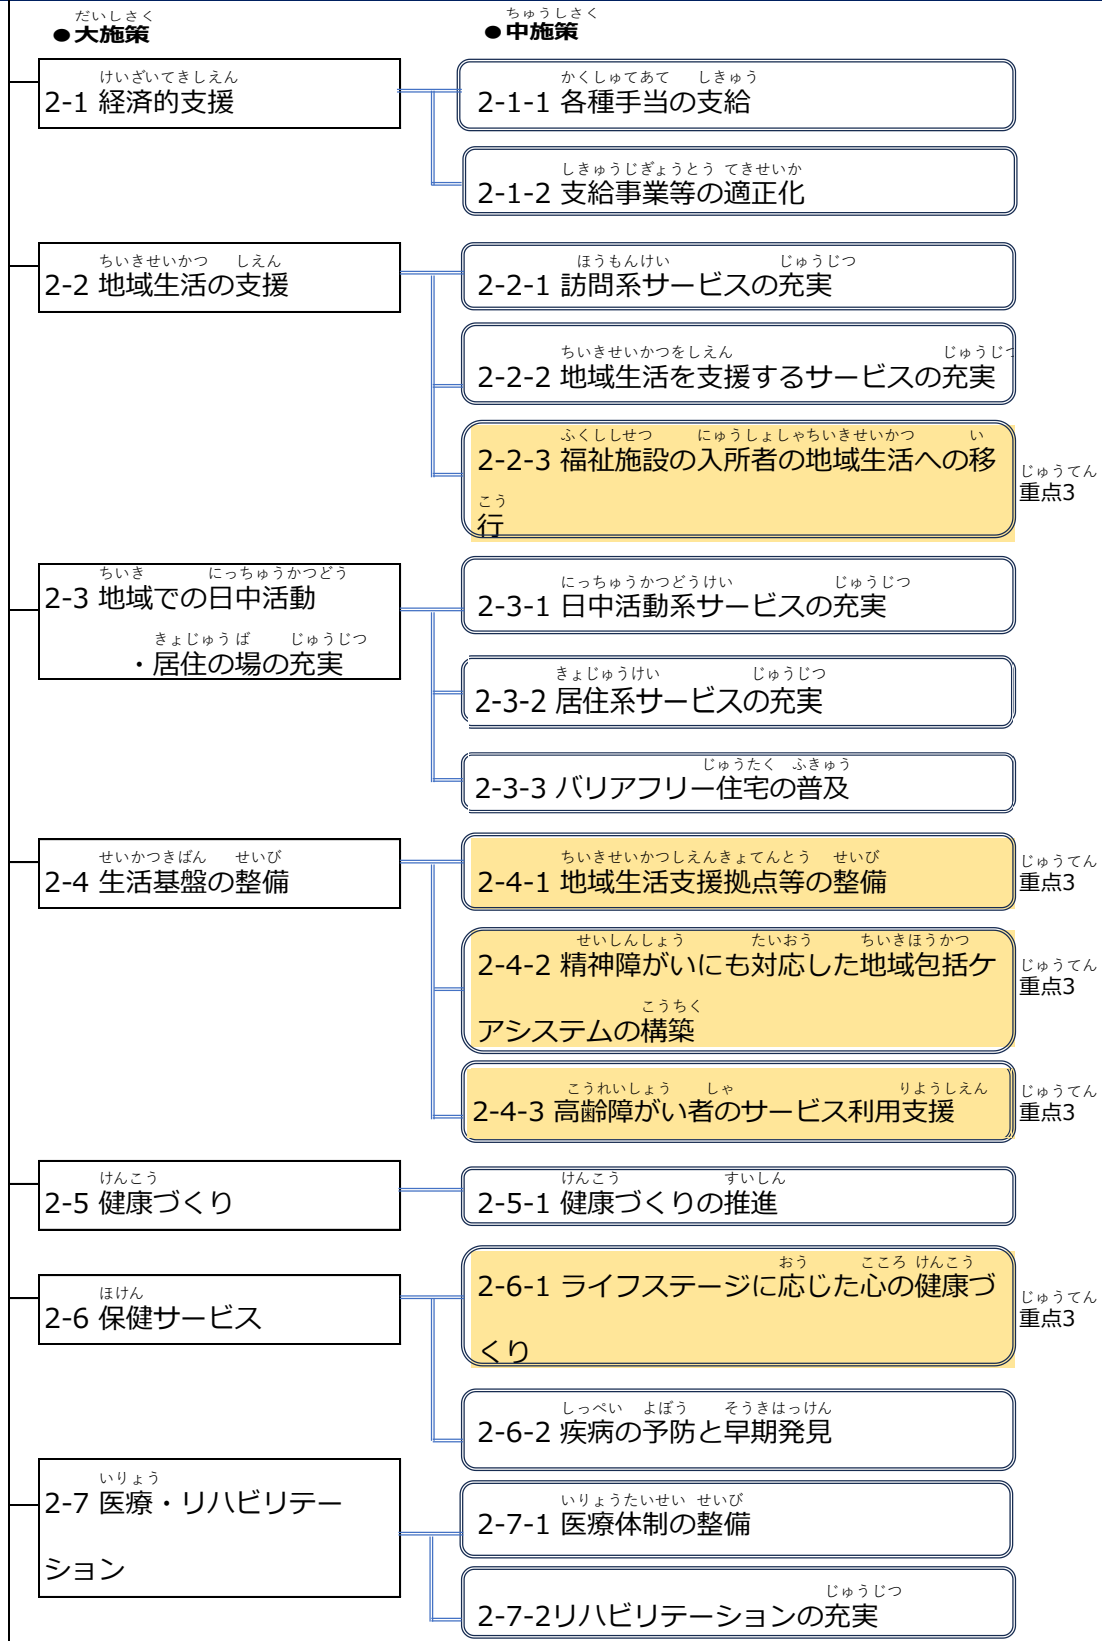 だいしさく
●大施策
ちゅうしさく
●中施策
けいざいてきしえん
2-1 経済的支援
かくしゅてあて しきゅう
2-1-1 各種手当の支給
しきゅうじぎょうとう てきせいか
2-1-2 支給事業等の適正化
ちいきせいかつ しえん
2-2 地域生活の支援
ほうもんけい じゅうじつ
2-2-1 訪問系サービスの充実
ちいきせいかつをしえん じゅうじつ
2-2-2 地域生活を支援するサービスの充実
ふくししせつ にゅうしょしゃちいきせいかつ い
2-2-3 福祉施設の入所者の地域生活への移
こう
行
じゅうてん
重点3
ちいき にっちゅうかつどう
2-3 地域での日中活動
きょじゅう ば じゅうじつ
・居住の場の充実
にっちゅうかつどうけい じゅうじつ
2-3-1 日中活動系サービスの充実
きょじゅうけい じゅうじつ
2-3-2 居住系サービスの充実
じゅうたく ふきゅう
2-3-3 バリアフリー住宅の普及
せいかつきばん せいび
2-4 生活基盤の整備
ちいきせいかつしえんきょてんとう せいび
2-4-1 地域生活支援拠点等の整備
じゅうてん
重点3
せいしんしょう たいおう ちいきほうかつ
2-4-2 精神障がいにも対応した地域包括ケ
こうちく
アシステムの構築
じゅうてん
重点3
こうれいしょう しゃ りようしえん
2-4-3 高齢障がい者のサービス利用支援
じゅうてん
重点3
けんこう
2-5 健康づくり
けんこう すいしん
2-5-1 健康づくりの推進
ほけん
2-6 保健サービス
おう こころ けんこう
2-6-1 ライフステージに応じた心の健康づ
くり
じゅうてん
重点3
しっぺい よぼう そうきはっけん
2-6-2 疾病の予防と早期発見
いりょう
2-7 医療・リハビリテー
ション
いりょうたいせい せいび
2-7-1 医療体制の整備
じゅうじつ
2-7-2リハビリテーションの充実